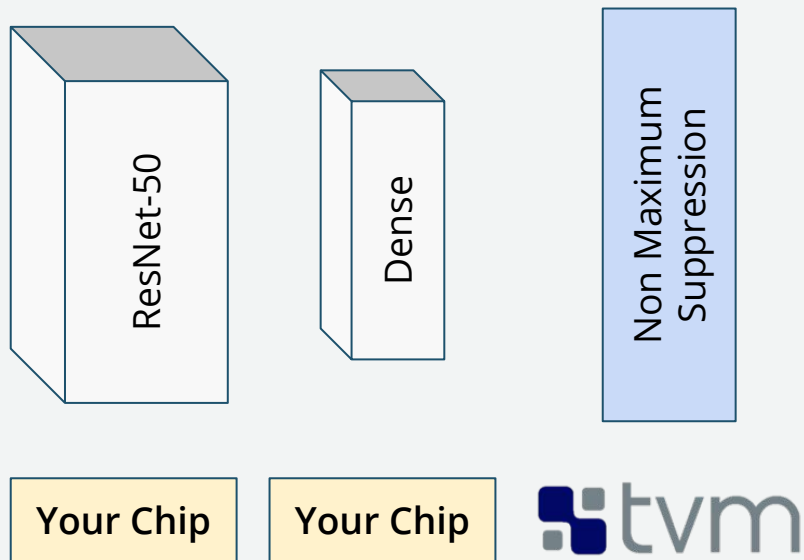 ResNet-50
Dense
Non Maximum
Suppression
Your Chip
Your Chip
tvm